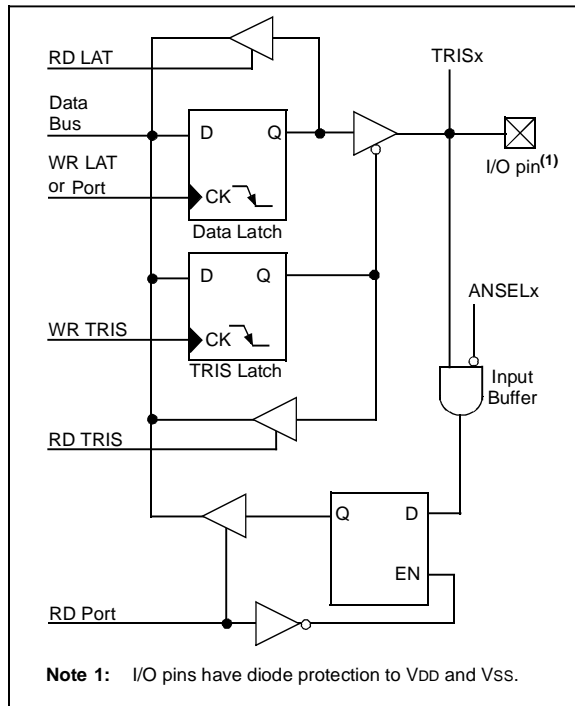 RD LAT
TRISx
Data
Bus
D Q
I/O pin(1)
WR LAT
or Port
CK
Data Latch
D Q
ANSELx
WR TRIS
CK
TRIS Latch
Input
Buffer
RD TRIS
Q D
EN
RD Port
Note 1: I/O pins have diode protection to VDD and VSS.